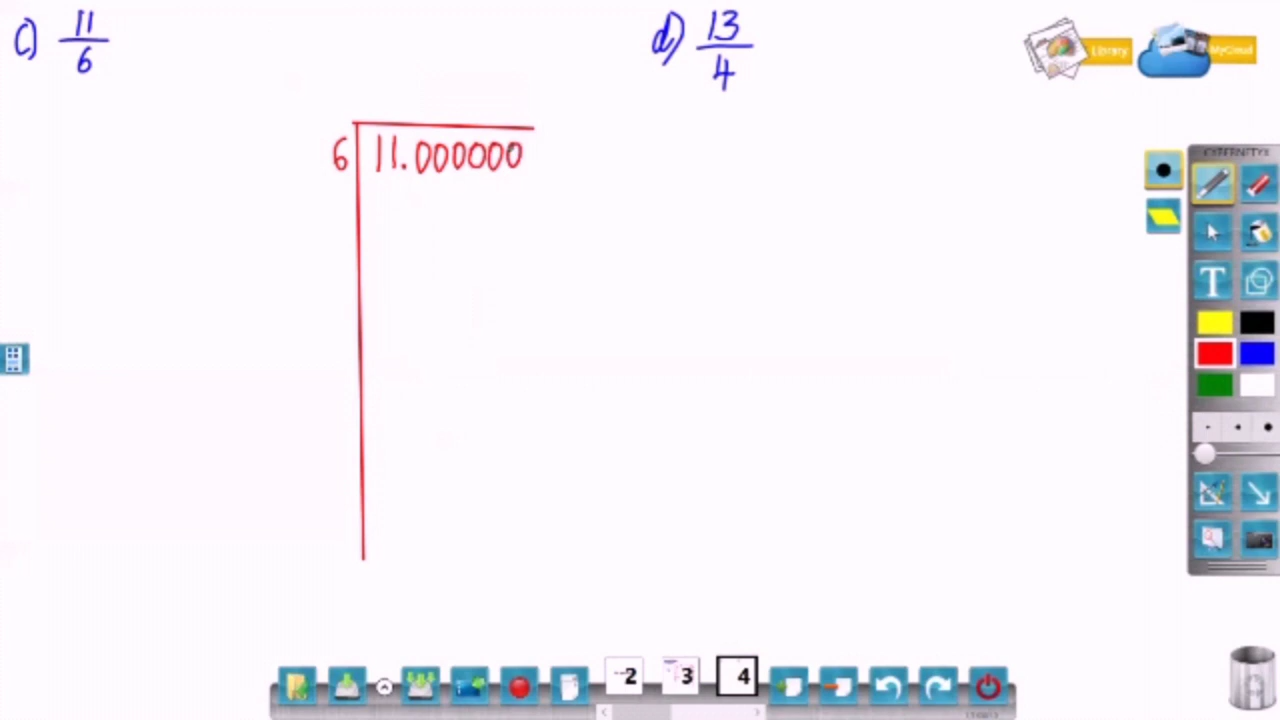 c) 11/6
d) 13/4
Library
MyCloud
6 11.000000
T
2
3
4